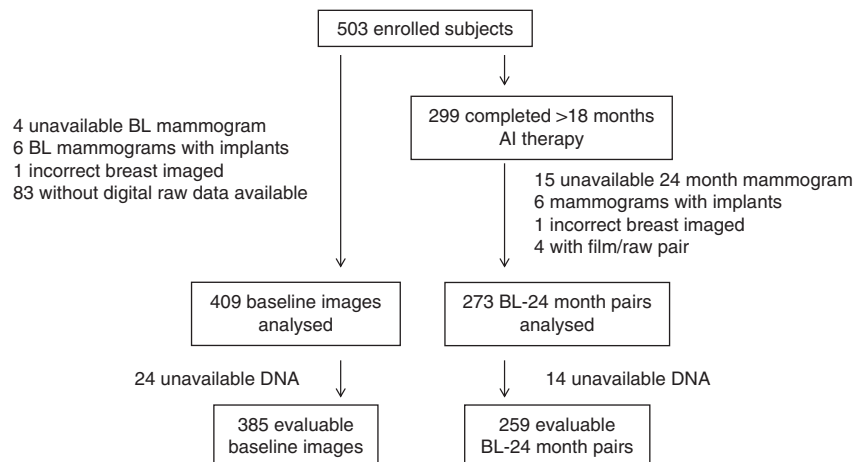 503 enrolled subjects
299 completed >18 months
AI therapy
4 unavailable BL mammogram
6 BL mammograms with implants
1 incorrect breast imaged
83 without digital raw data available
15 unavailable 24 month mammogram
6 mammograms with implants
1 incorrect breast imaged
4 with film/raw pair
409 baseline images
analysed
273 BL-24 month pairs
analysed
24 unavailable DNA
14 unavailable DNA
385 evaluable
baseline images
259 evaluable
BL-24 month pairs